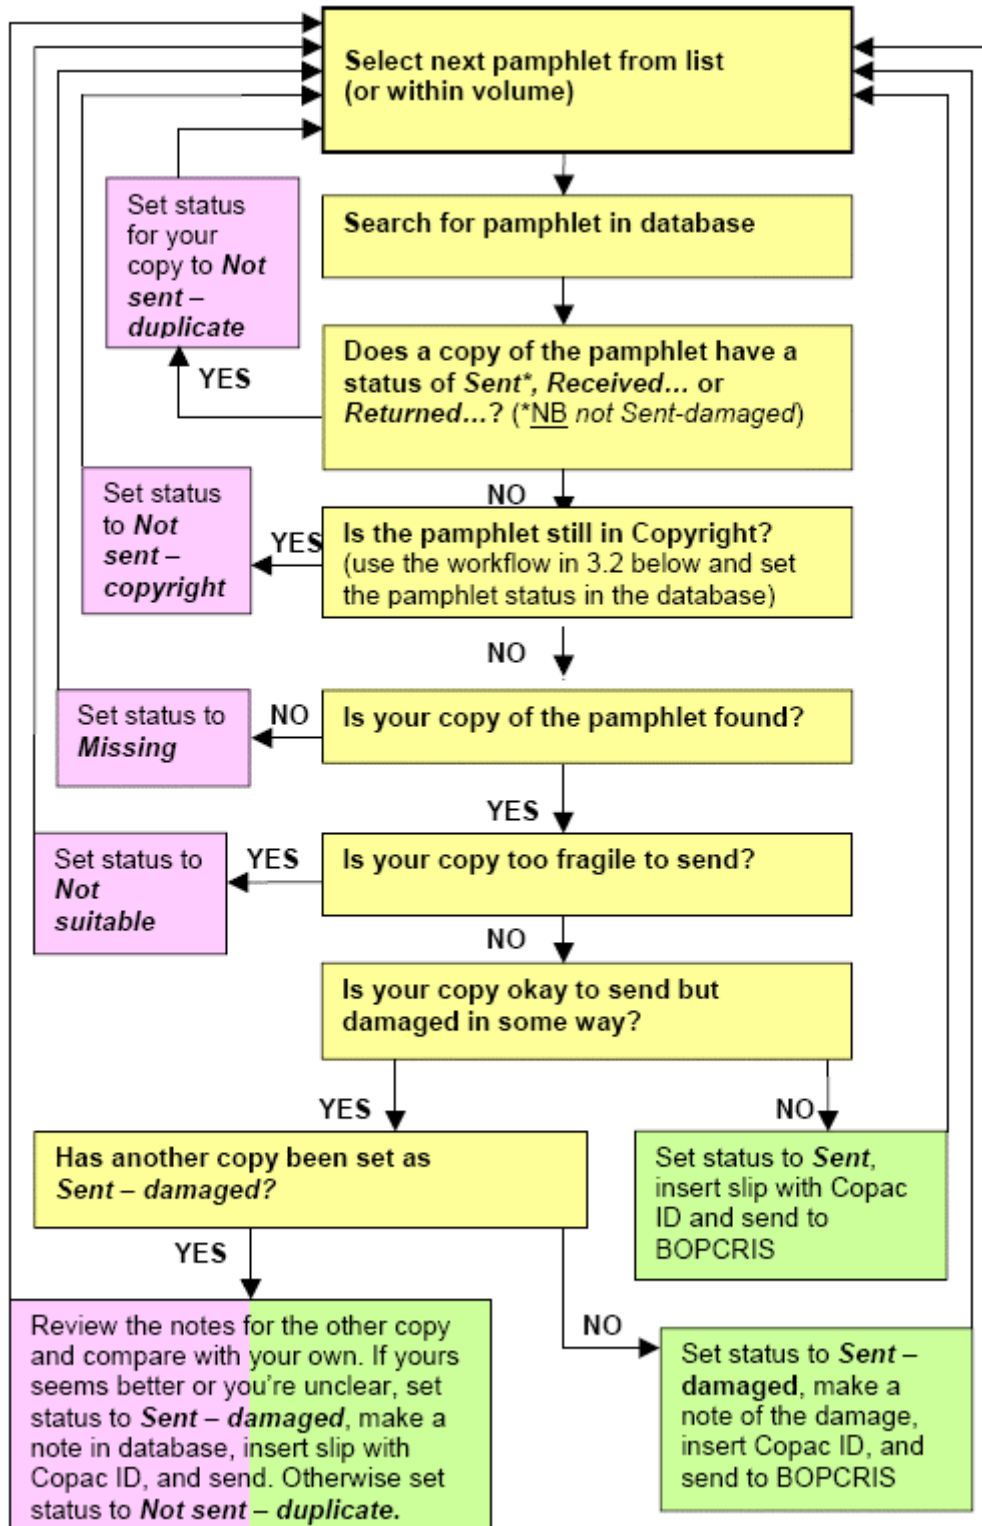 Select next pamphlet from list
(or within volume)
Set status
for your
copy to Not
sent –
duplicate
Search for pamphlet in database
YES
Does a copy of the pamphlet have a
status of Sent*, Received… or
Returned…? (*NB not Sent-damaged)
NO
Set status
to Not
sent –
copyright
YES
Is the pamphlet still in Copyright?
(use the workflow in 3.2 below and set
the pamphlet status in the database)
NO
Set status to
Missing
NO
Is your copy of the pamphlet found?
YES
Set status to
Not
suitable
YES
Is your copy too fragile to send?
NO
Is your copy okay to send but
damaged in some way?
YES
NO
Has another copy been set as
Sent – damaged?
Set status to Sent,
insert slip with Copac
ID and send to
BOPCRIS
YES
NO
Review the notes for the other copy
and compare with your own. If yours
seems better or you're unclear, set
status to Sent – damaged, make a
note in database, insert slip with
Copac ID, and send. Otherwise set
status to Not sent – duplicate.
Set status to Sent –
damaged, make a
note of the damage,
insert Copac ID, and
send to BOPCRIS